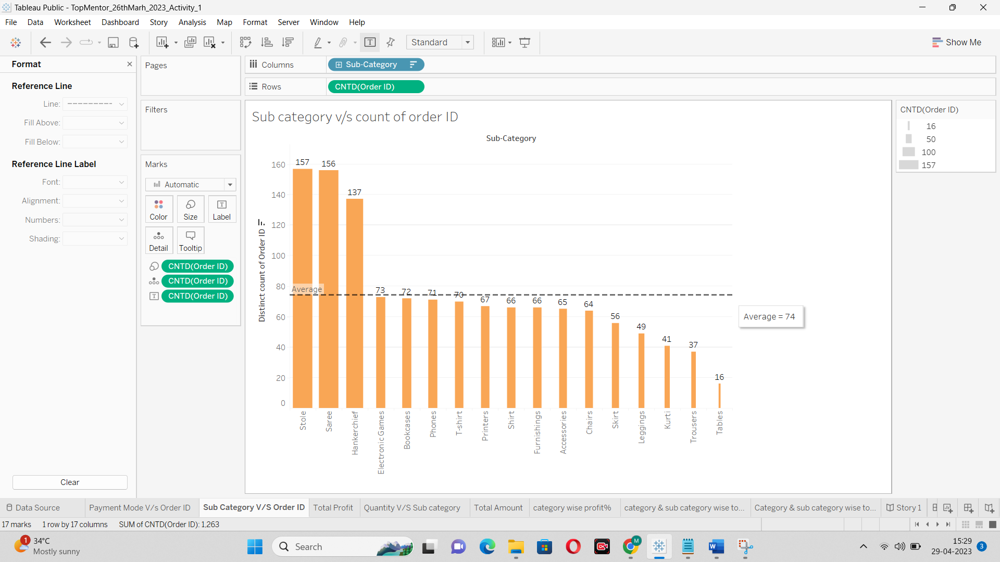 Tableau Public - TopMentor_26thMarh_2023_Activity_1
File Data Worksheet Dashboard Story Analysis Map Format Server Window Help
Standard
Show Me
Format
Reference Line
Line:
Fill Above:
Fill Below:
Reference Line Label
Font:
Alignment:
Numbers:
Shading:
Clear
Pages
Filters
Marks
Automatic
Color Size Label
Detail Tooltip
CNTD(Order ID)
CNTD(Order ID)
CNTD(Order ID)
Columns Sub-Category
Rows CNTD(Order ID)
Sub category v/s count of order ID
Sub-Category
Distinct count of Order ID
160
140
120
100
80
60
40
20
0
157 156 137 73 72 71 70 67 66 66 65 64 56 49 41 37 16
Average
Average = 74
Stole Saree Hankerchief Electronic Games Bookcases Phones T-shirt Printers Shirt Furnishings Accessories Chairs Skirt Leggings Kurti Trousers Tables
CNTD(Order ID)
16
50
100
157
Data Source Payment Mode V/s Order ID Sub Category V/S Order ID Total Profit Quantity V/S Sub category Total Amount category wise profit% category & sub category wise to... Category & sub category wise to... Story 1
17 marks 1 row by 17 columns SUM of CNTD(Order ID): 1,263
1
34°C
Mostly sunny
Search
M
W
15:29
29-04-2023
3